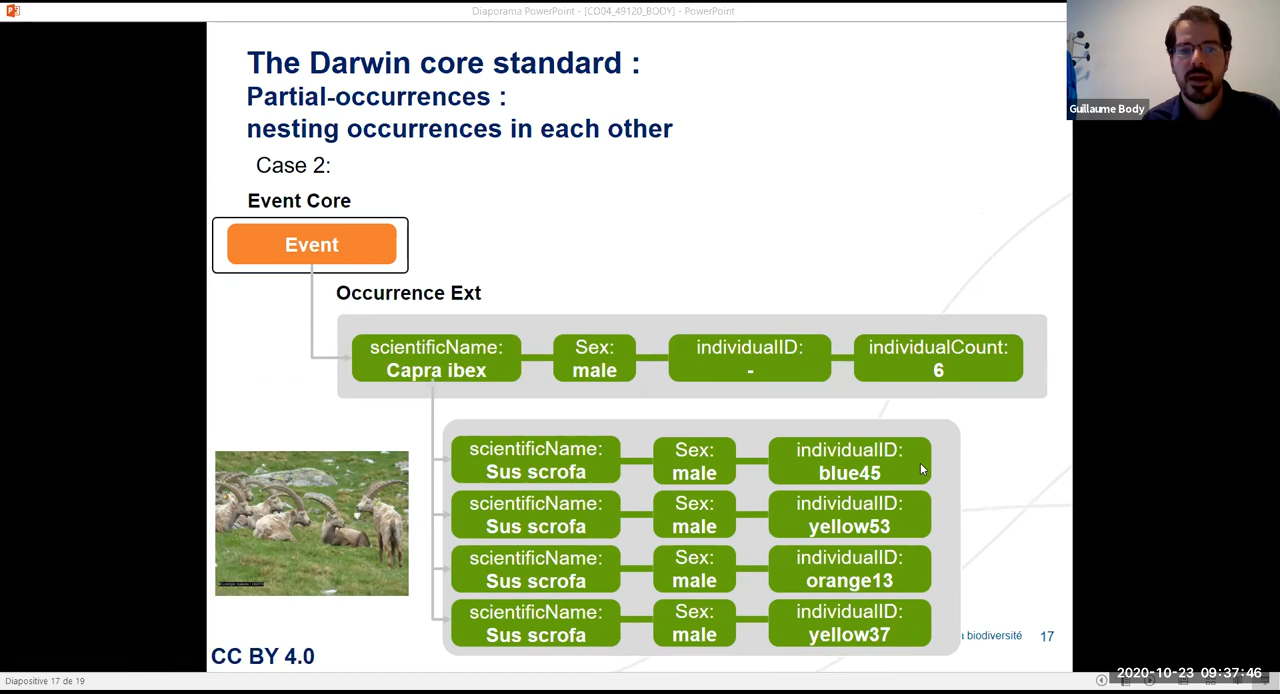 Diaporama PowerPoint - [CO04_49120_BODY] - PowerPoint
The Darwin core standard :
Partial-occurrences :
nesting occurrences in each other
Guillaume Body
Case 2:
Event Core
Event
Occurrence Ext
scientificName: Sex: individualID: individualCount:
Capra ibex male - 6
scientificName: Sex: individualID:
Sus scrofa male blue45
scientificName: Sex: individualID:
Sus scrofa male yellow53
scientificName: Sex: individualID:
Sus scrofa male orange13
scientificName: Sex: individualID:
Sus scrofa male yellow37
a biodiversité 17
CC BY 4.0
2020-10-23 09:37:46
Diapositive 17 de 19